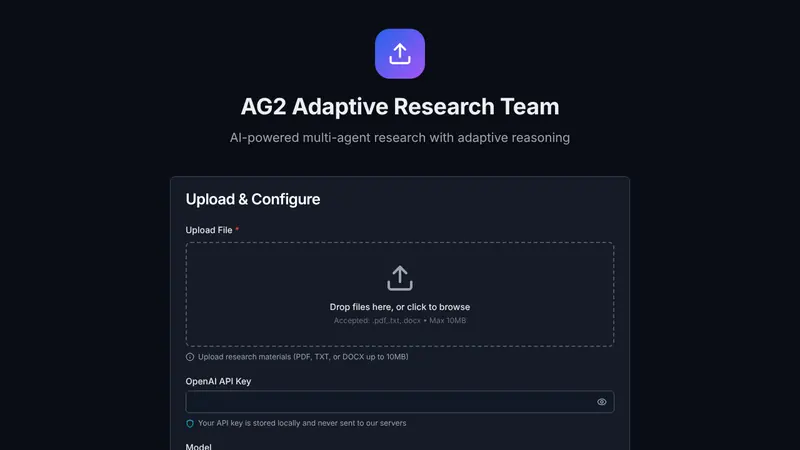 AG2 Adaptive Research Team
AI-powered multi-agent research with adaptive reasoning
Upload & Configure
Upload File *
Drop files here, or click to browse
Accepted: .pdf,.txt,.docx • Max 10MB
Upload research materials (PDF, TXT, or DOCX up to 10MB)
OpenAI API Key
Your API key is stored locally and never sent to our servers
Model